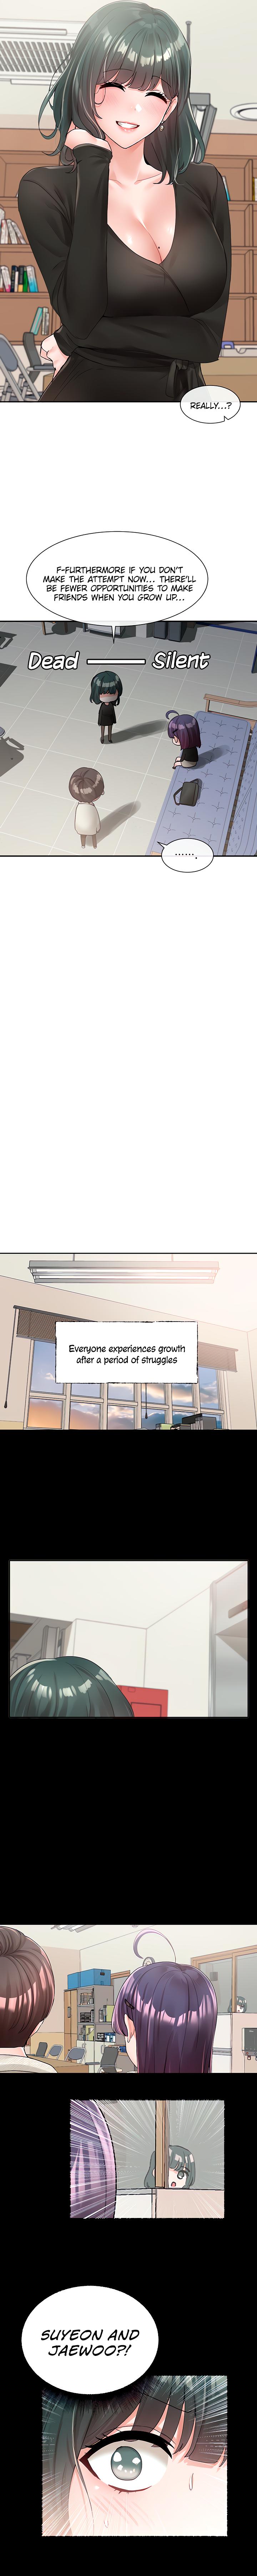 REALLY...?
F-FURTHERMORE IF YOU DON'T
MAKE THE ATTEMPT NOW... THERE'LL
BE FEWER OPPORTUNITIES TO MAKE
FRIENDS WHEN YOU GROW UP...
Dead — Silent
.......
Everyone experiences growth
after a period of struggles
SUYEON AND
JAEWOO?!